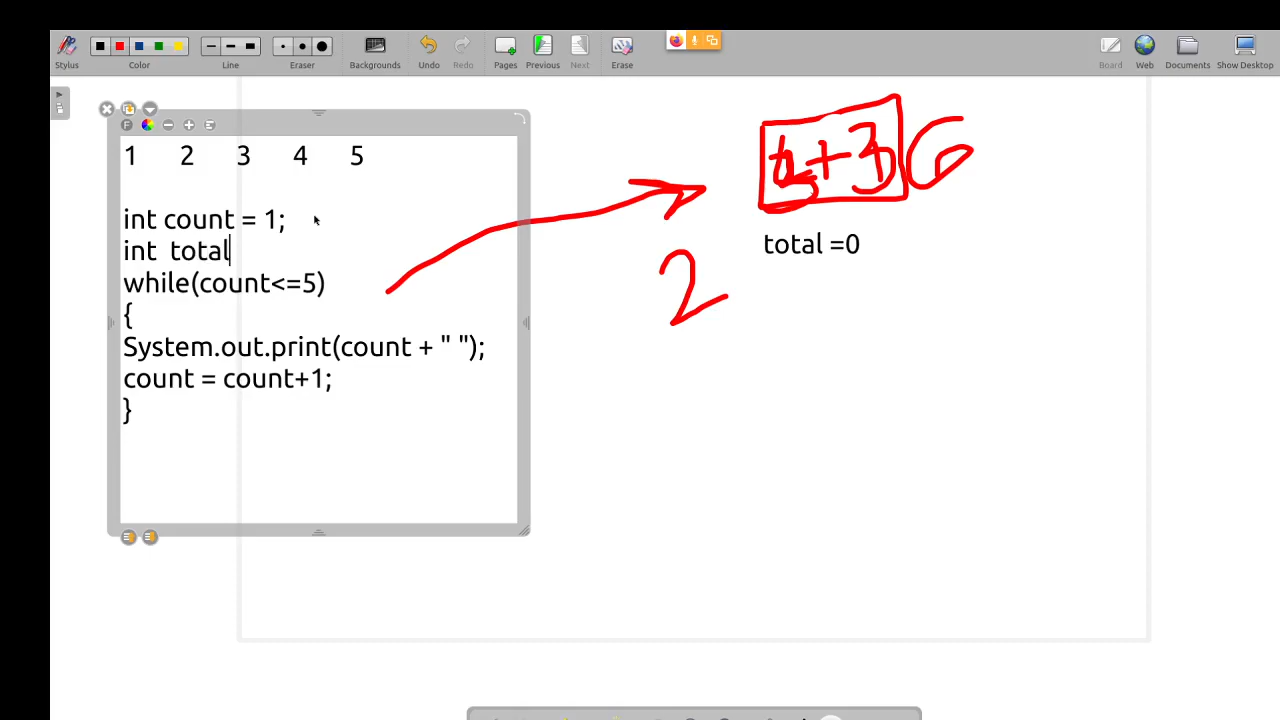 Stylus
Color
Line
Eraser
Backgrounds
Undo
Redo
Pages
Previous
Next
Erase
Board
Web
Documents
Show Desktop
1 2 3 4 5
int count = 1;
int  total
while(count<=5)
{
System.out.print(count + " ");
count = count+1;
}
+3 6
total =0
2